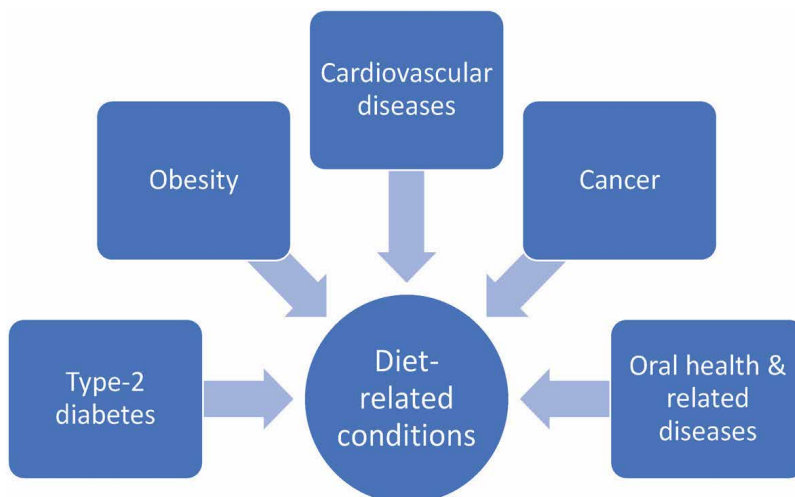 Cardiovascular
diseases
Obesity
Cancer
Type-2
diabetes
Diet-
related
conditions
Oral health &
related
diseases